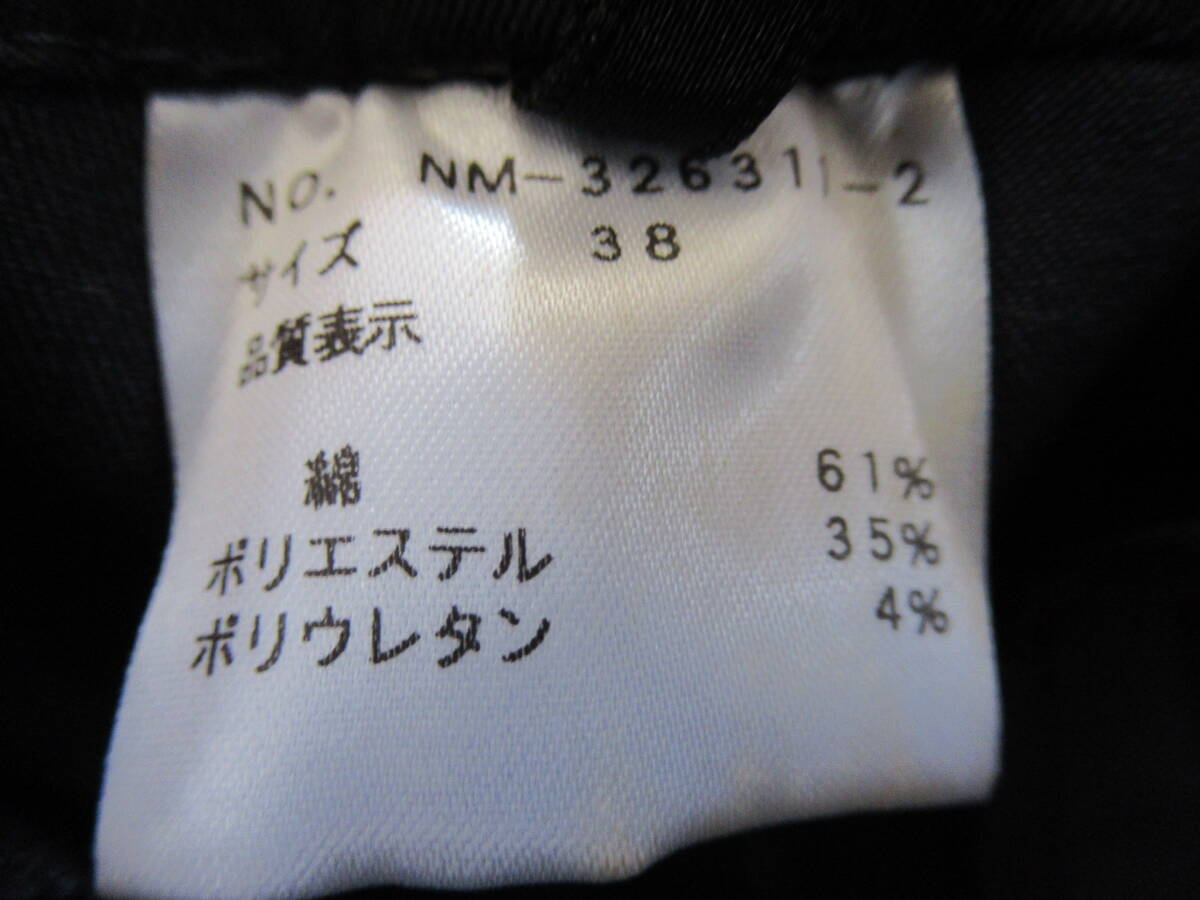 NO. NM-326311-2
サイズ 38
品質表示
綿 61%
ポリエステル 35%
ポリウレタン 4%